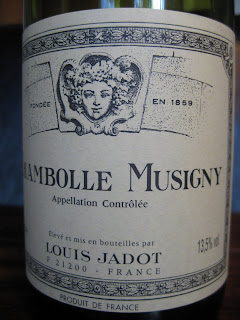 FONDÉE EN 1859
HAMBOLLE MUSIGNY
Appellation Contrôlée
Élevé et mis en bouteilles par
LOUIS JADOT
F 21200 - FRANCE
13,5% vol.
PRODUIT DE FRANCE